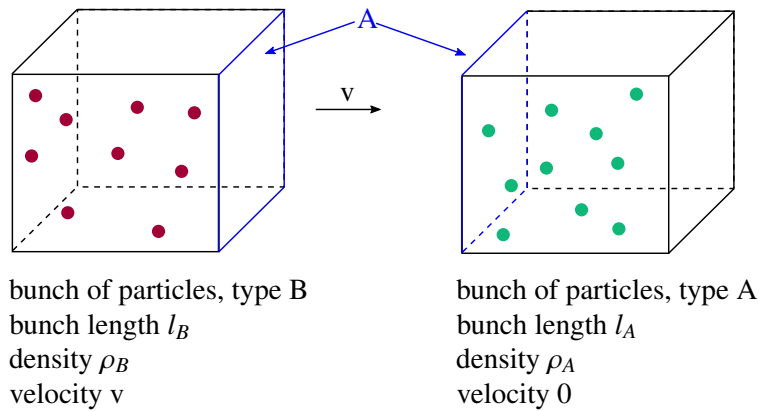 A
v
bunch of particles, type B
bunch length l_B
density ρ_B
velocity v
bunch of particles, type A
bunch length l_A
density ρ_A
velocity 0